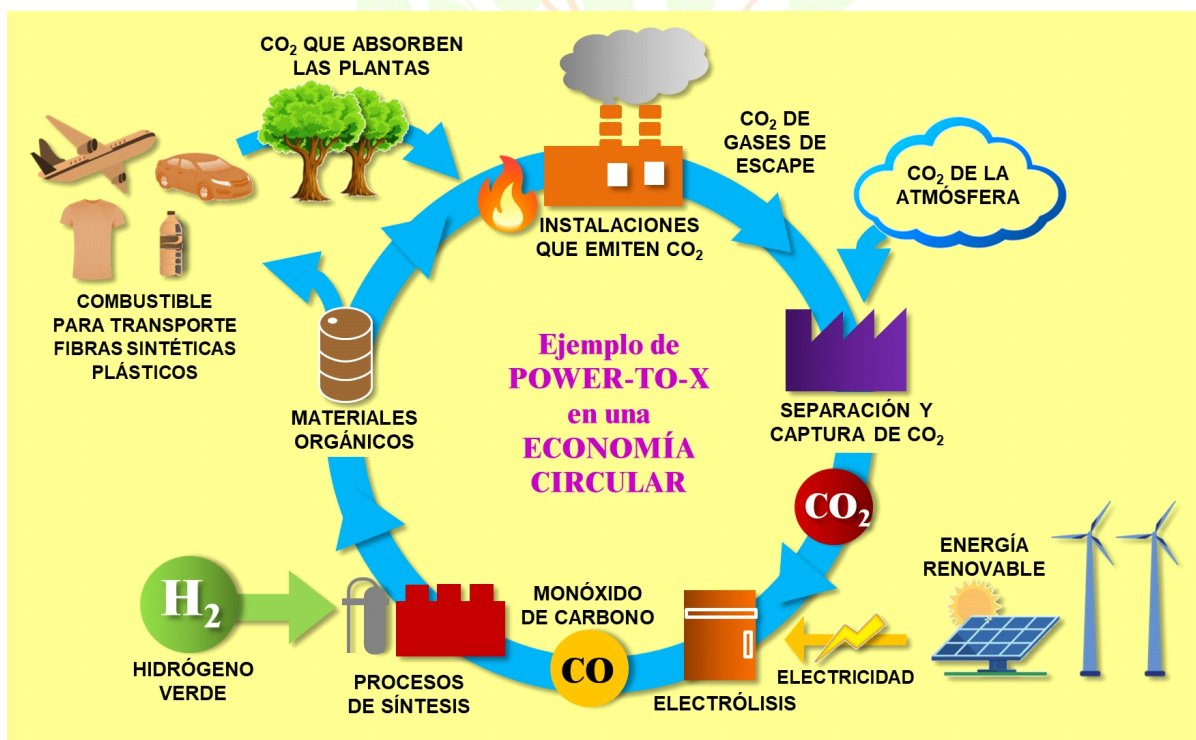 CO₂ QUE ABSORBEN
LAS PLANTAS
CO₂ DE
GASES DE
ESCAPE
CO₂ DE LA
ATMÓSFERA
INSTALACIONES
QUE EMITEN CO₂
COMBUSTIBLE
PARA TRANSPORTE
FIBRAS SINTÉTICAS
PLÁSTICOS
MATERIALES
ORGÁNICOS
Ejemplo de
POWER-TO-X
en una
ECONOMÍA
CIRCULAR
SEPARACIÓN Y
CAPTURA DE CO₂
CO₂
ENERGÍA
RENOVABLE
H₂
HIDRÓGENO
VERDE
PROCESOS
DE SÍNTESIS
MONÓXIDO
DE CARBONO
CO
ELECTRÓLISIS
ELECTRICIDAD